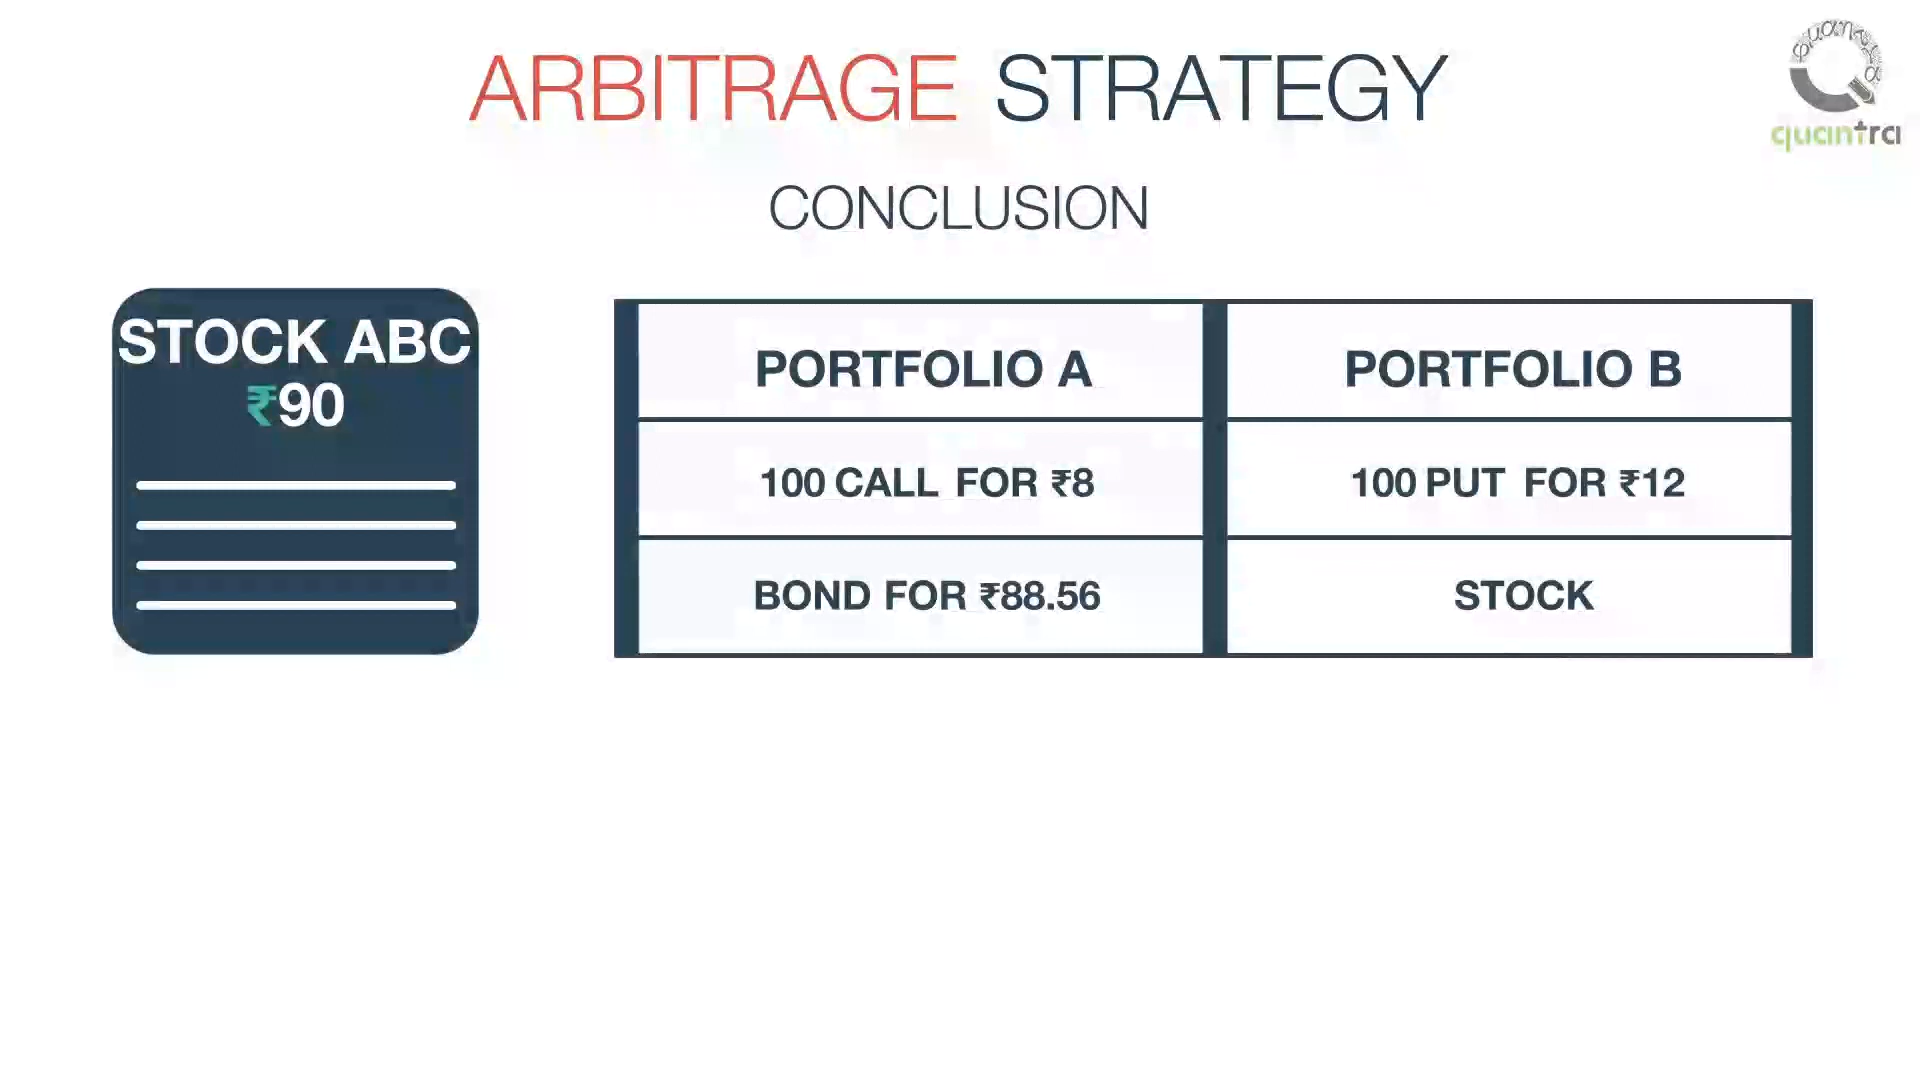 ARBITRAGE STRATEGY
quantra
CONCLUSION
STOCK ABC
₹90
PORTFOLIO A
PORTFOLIO B
100 CALL FOR ₹8
100 PUT FOR ₹12
BOND FOR ₹88.56
STOCK